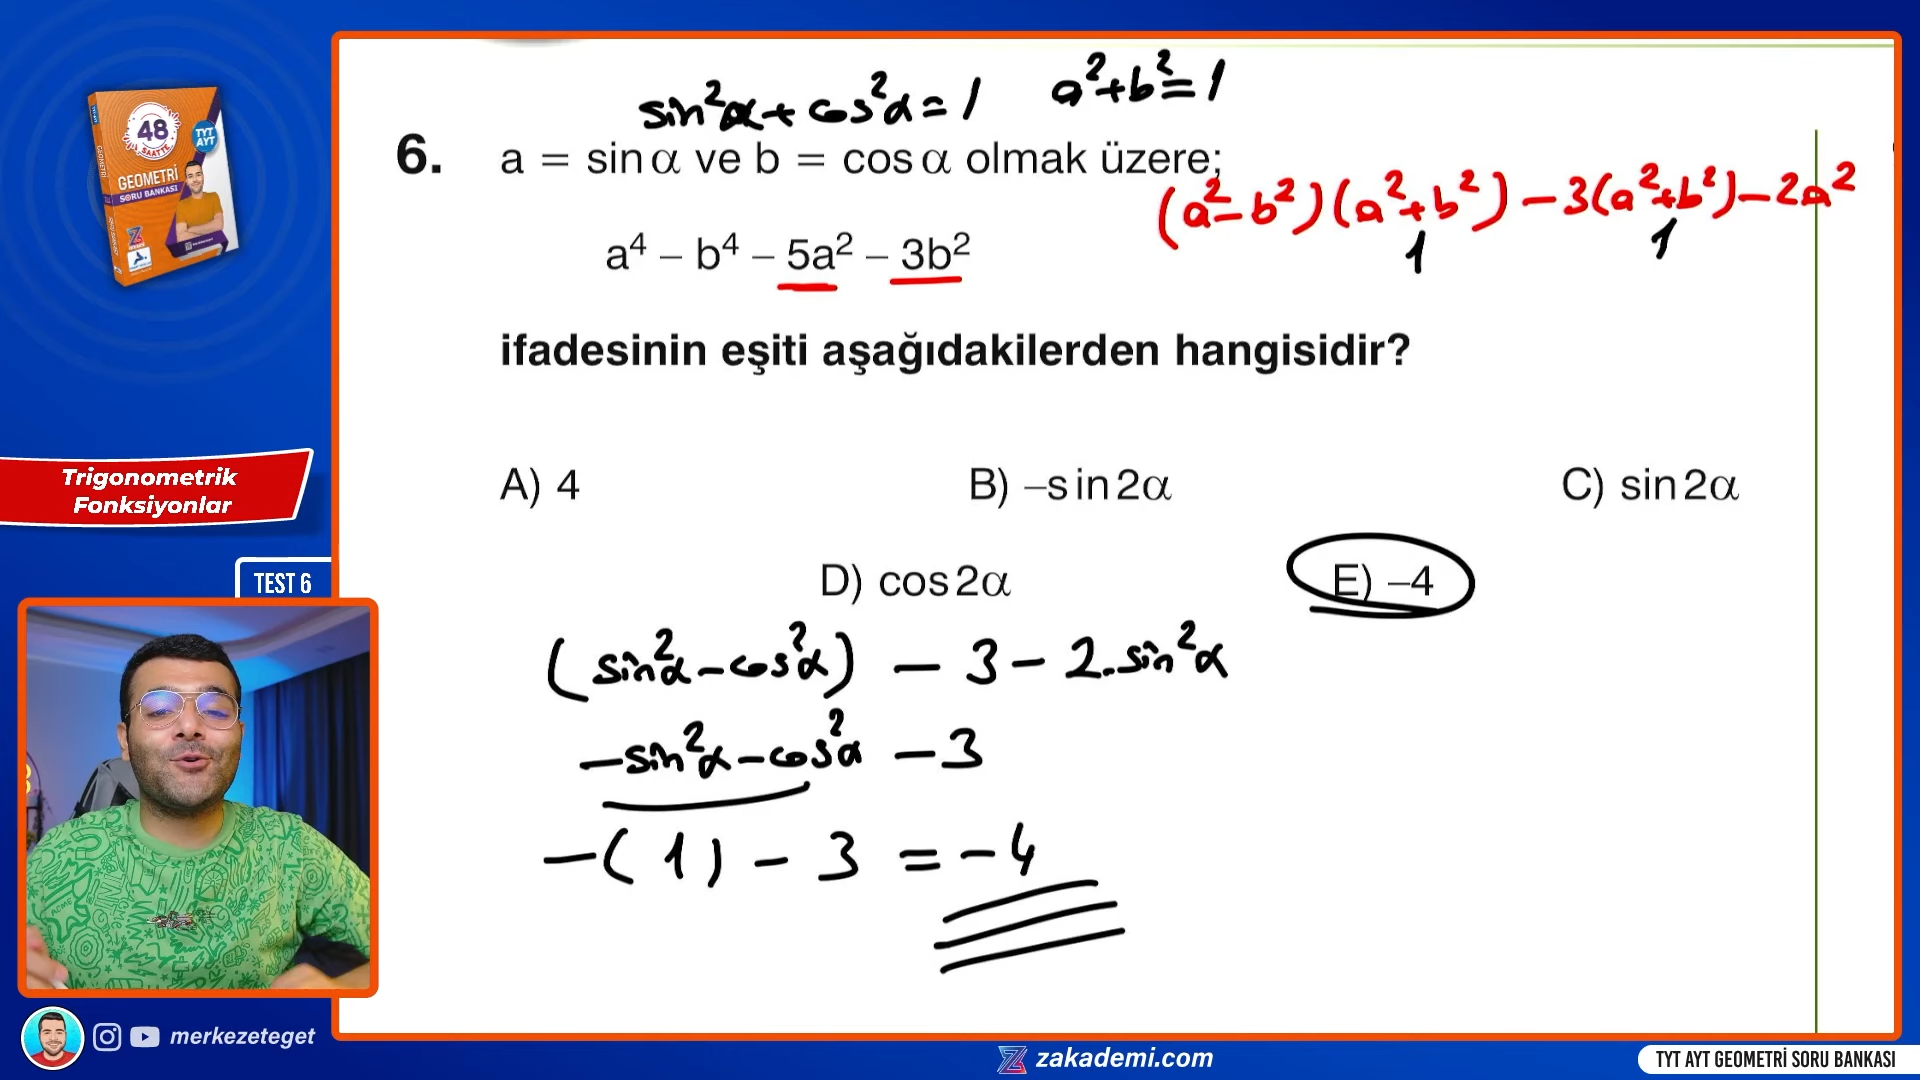 48
SAATTE
TYT
AYT
GEOMETRİ
SORU BANKASI
sin²α + cos²α = 1
a² + b² = 1
6. a = sin α ve b = cos α olmak üzere;
(a² – b²)(a² + b²) – 3(a² + b²) – 2a²
1
1
a⁴ – b⁴ – 5a² – 3b²
ifadesinin eşiti aşağıdakilerden hangisidir?
A) 4
B) –sin2α
C) sin2α
D) cos2α
E) –4
(sin²α – cos²α) – 3 – 2.sin²α
–sin²α – cos²α – 3
–(1) – 3 = –4
Trigonometrik
Fonksiyonlar
TEST 6
merkezeteget
zakademi.com
TYT AYT GEOMETRİ SORU BANKASI